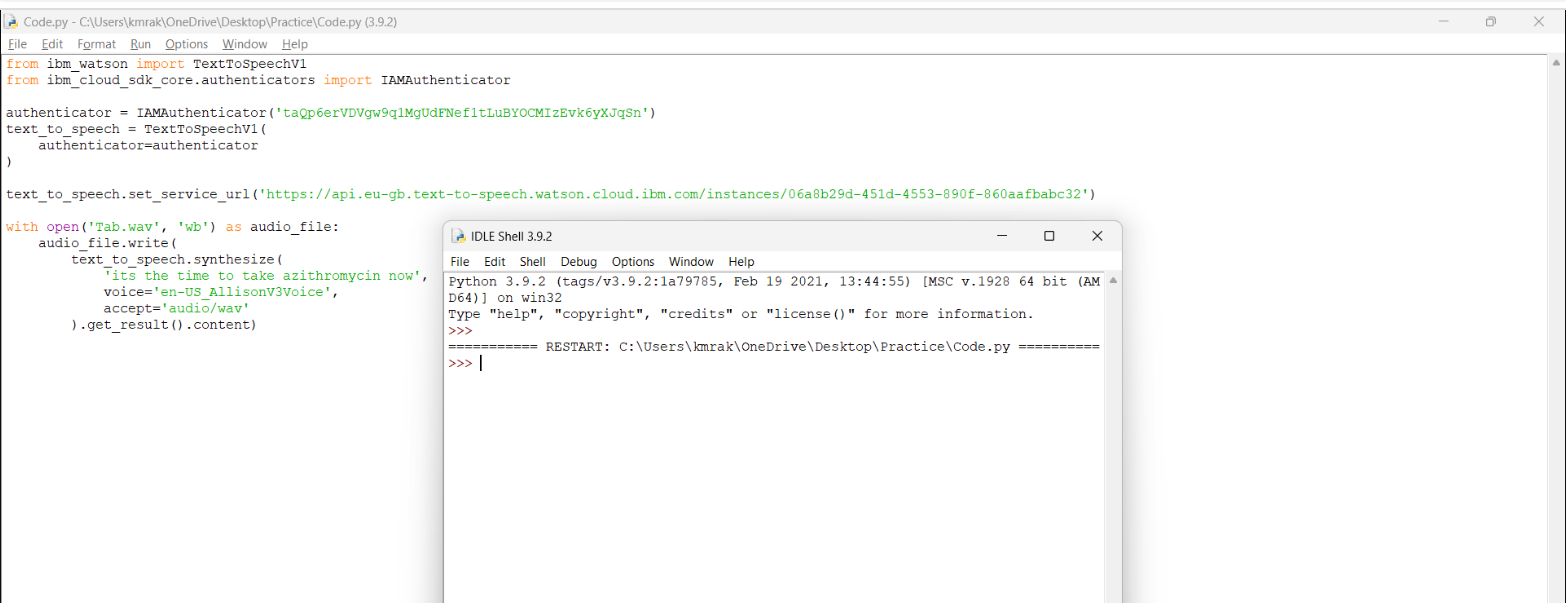 Code.py - C:\Users\kmrak\OneDrive\Desktop\Practice\Code.py (3.9.2)
File Edit Format Run Options Window Help
from ibm_watson import TextToSpeechV1
from ibm_cloud_sdk_core.authenticators import IAMAuthenticator
authenticator = IAMAuthenticator('taQp6erVDVgw9q1MgUdFNef1tLuBYOCMIzEvk6yXJqSn')
text_to_speech = TextToSpeechV1(
    authenticator=authenticator
)
text_to_speech.set_service_url('https://api.eu-gb.text-to-speech.watson.cloud.ibm.com/instances/06a8b29d-451d-4553-890f-860aafbabc32')
with open('Tab.wav', 'wb') as audio_file:
    audio_file.write(
        text_to_speech.synthesize(
            'its the time to take azithromycin now',
            voice='en-US_AllisonV3Voice',
            accept='audio/wav'
        ).get_result().content)
IDLE Shell 3.9.2
File Edit Shell Debug Options Window Help
Python 3.9.2 (tags/v3.9.2:1a79785, Feb 19 2021, 13:44:55) [MSC v.1928 64 bit (AM
D64)] on win32
Type "help", "copyright", "credits" or "license()" for more information.
>>>
=========== RESTART: C:\Users\kmrak\OneDrive\Desktop\Practice\Code.py ==========
>>>